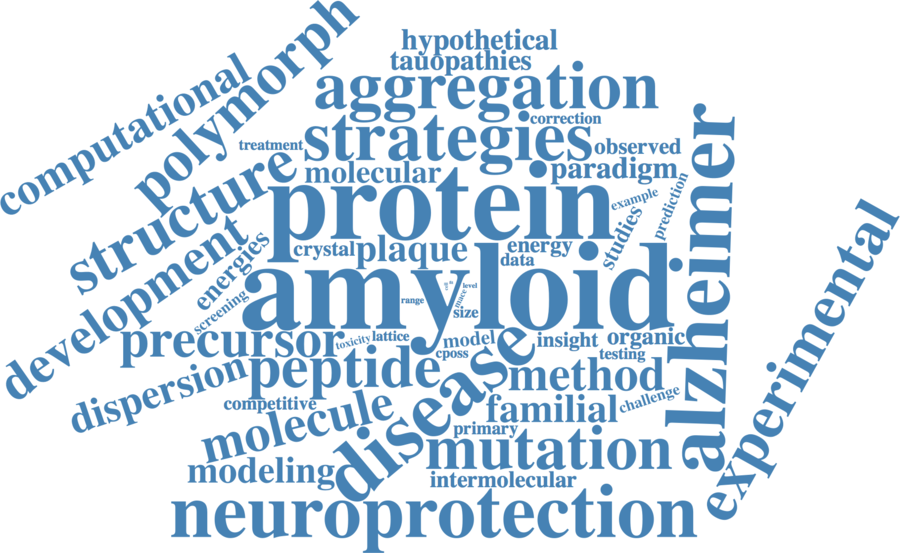 hypothetical
tauopathies
polymorph
computational
aggregation
correction
strategies
treatment
observed
molecular
paradigm
structure
protein
example
prediction
studies
alzheimer
development
energies
crystal
plaque
energy
data
amyloid
screening
range
level
mace
size
experimental
precursor
toxicity
lattice
model
cposs
insight
organic
testing
dispersion
peptide
disease
method
competitive
familial
challenge
molecule
primary
mutation
modeling
intermolecular
neuroprotection